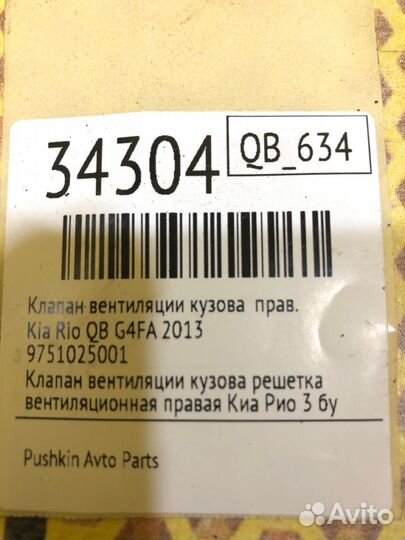 34304
QB_634
Клапан вентиляции кузова прав.
Kia Rio QB G4FA 2013
9751025001
Клапан вентиляции кузова решетка
вентиляционная правая Киа Рио 3 бу
Pushkin Avto Parts
Avito